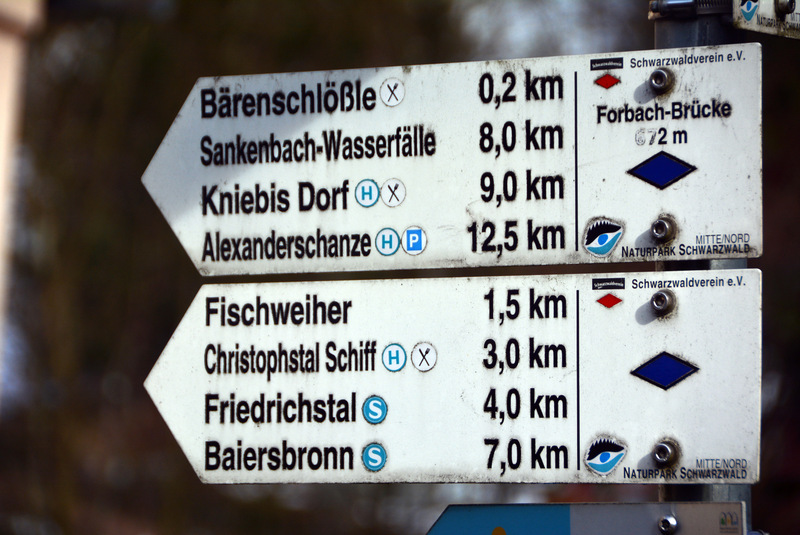 Schwarzwaldverein e.V.
Bärenschlößle 0,2 km
Forbach-Brücke
Sankenbach-Wasserfälle 8,0 km
672 m
Kniebis Dorf H 9,0 km
Alexanderschanze H P 12,5 km
MITTE/NORD
NATURPARK SCHWARZWALD
Schwarzwaldverein e.V.
Fischweiher 1,5 km
Christophstal Schiff H 3,0 km
Friedrichstal S 4,0 km
Baiersbronn S 7,0 km
MITTE/NORD
NATURPARK SCHWARZWALD